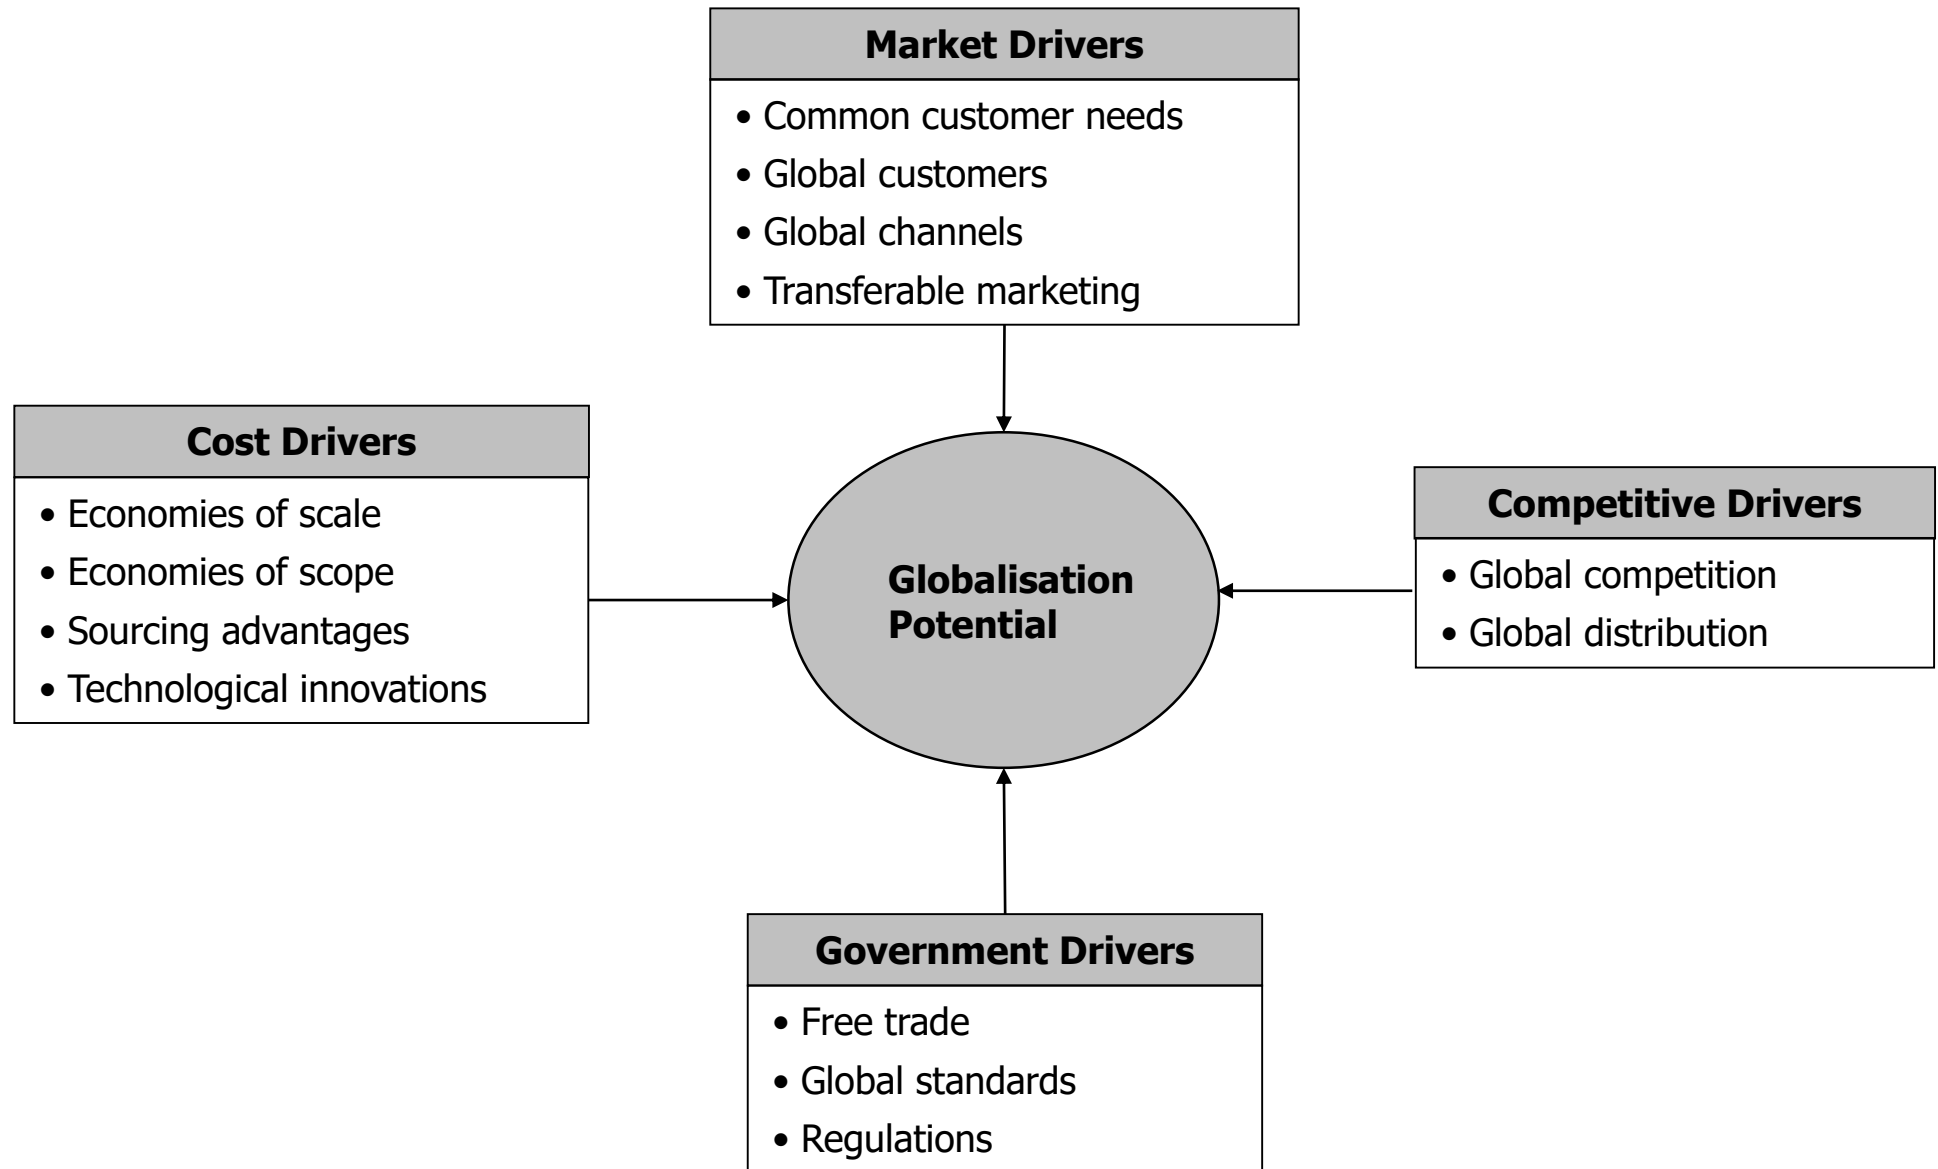 Market Drivers
• Common customer needs
• Global customers
• Global channels
• Transferable marketing
Cost Drivers
• Economies of scale
• Economies of scope
• Sourcing advantages
• Technological innovations
Globalisation
Potential
Competitive Drivers
• Global competition
• Global distribution
Government Drivers
• Free trade
• Global standards
• Regulations